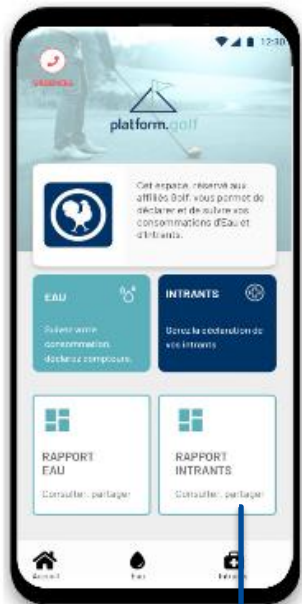 12:30
URGENCES
platform.golf
Cet espace, réservé aux
affiliés Golf, vous permet de
déclarer et de suivre vos
consommations d'Eau et
d'Intrants.
EAU
Suivez votre
consommation,
déclarez compteurs.
INTRANTS
Gérez la déclaration de
vos intrants
RAPPORT
EAU
Consulter, partager
RAPPORT
INTRANTS
Consulter, partager
Accueil
Eau
Intrants